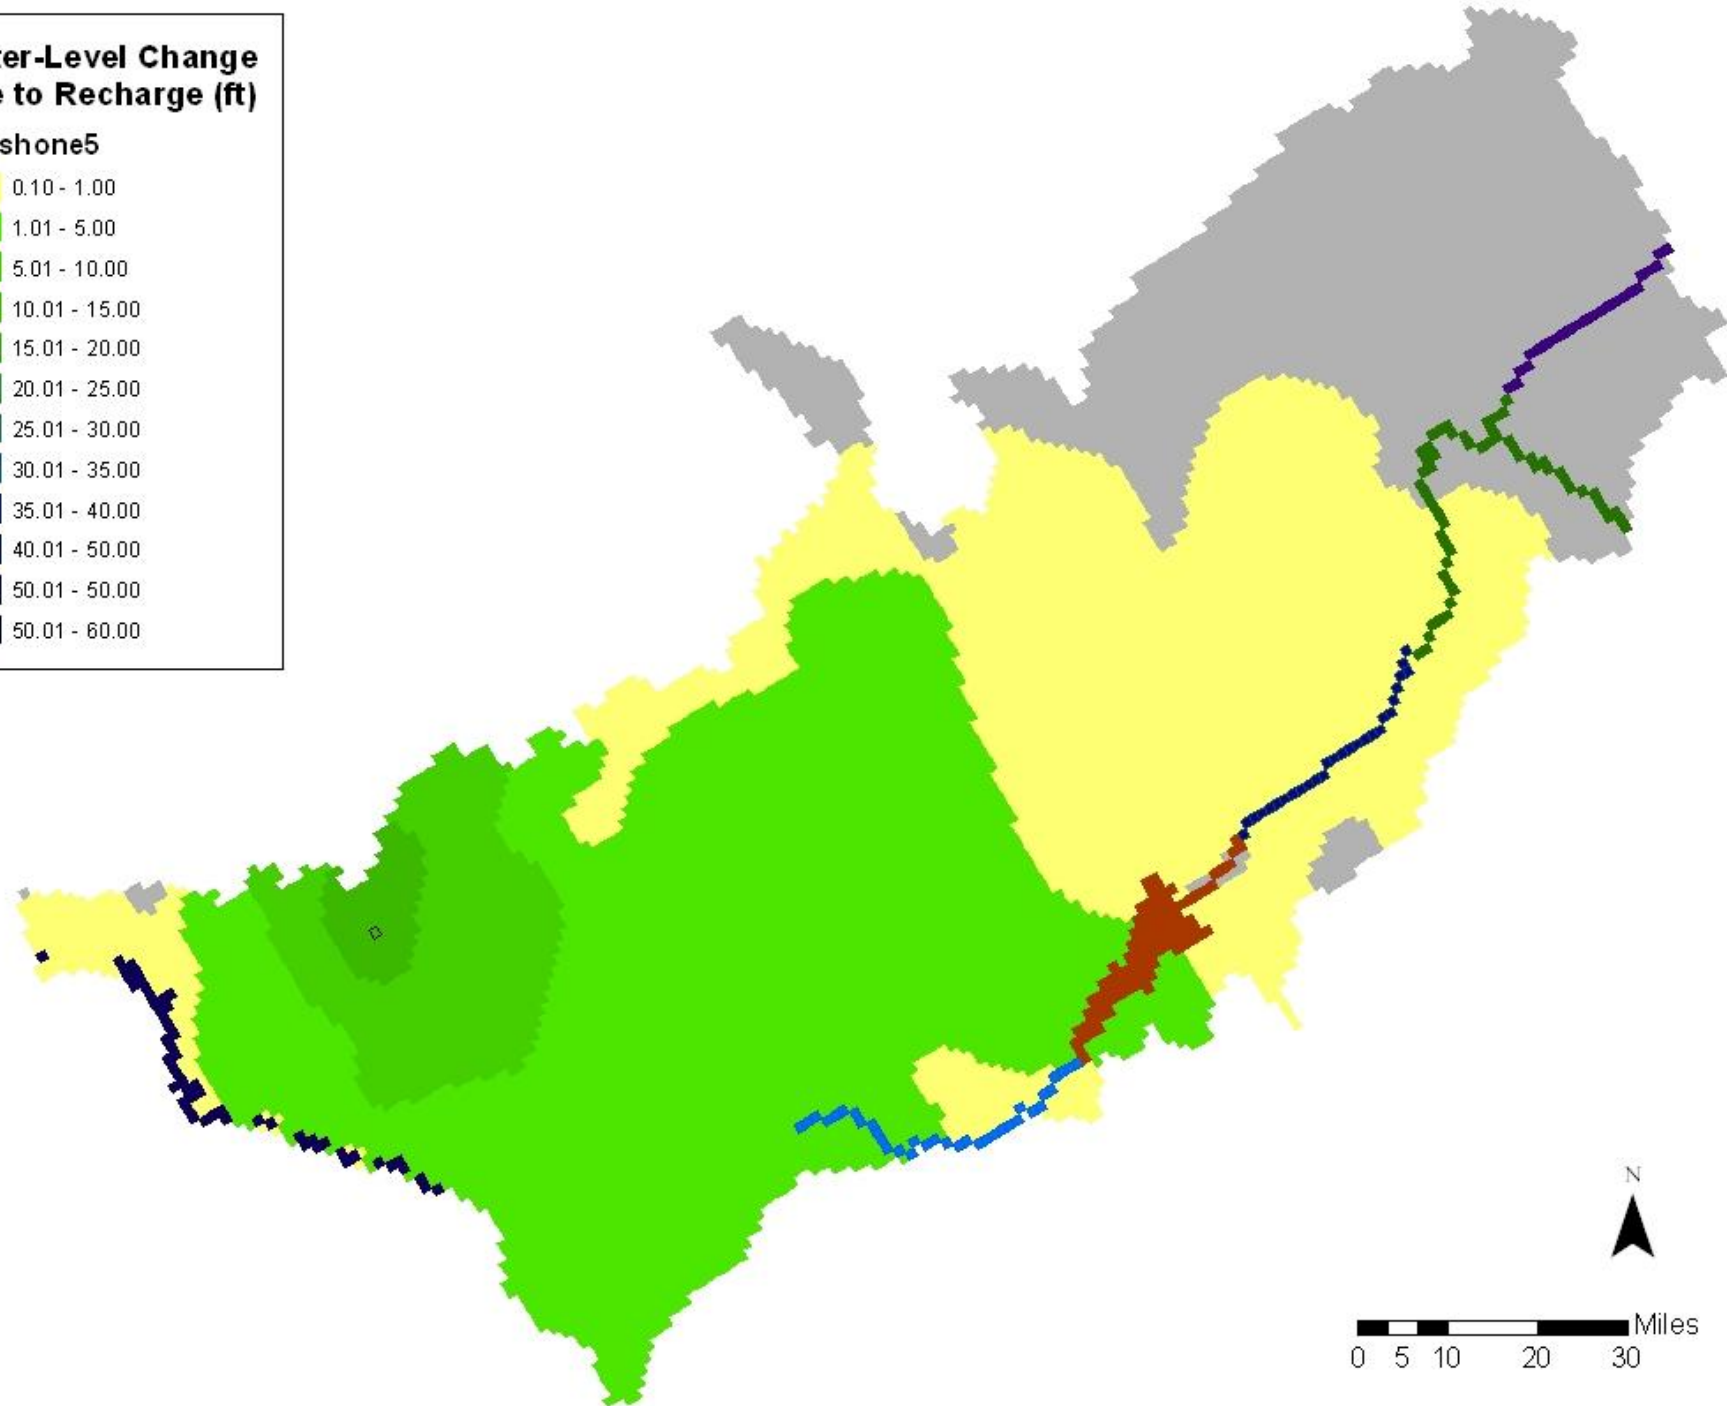 ter-Level Change
e to Recharge (ft)
shone5
0.10 - 1.00
1.01 - 5.00
5.01 - 10.00
10.01 - 15.00
15.01 - 20.00
20.01 - 25.00
25.01 - 30.00
30.01 - 35.00
35.01 - 40.00
40.01 - 50.00
50.01 - 50.00
50.01 - 60.00
N
Miles
0 5 10 20 30